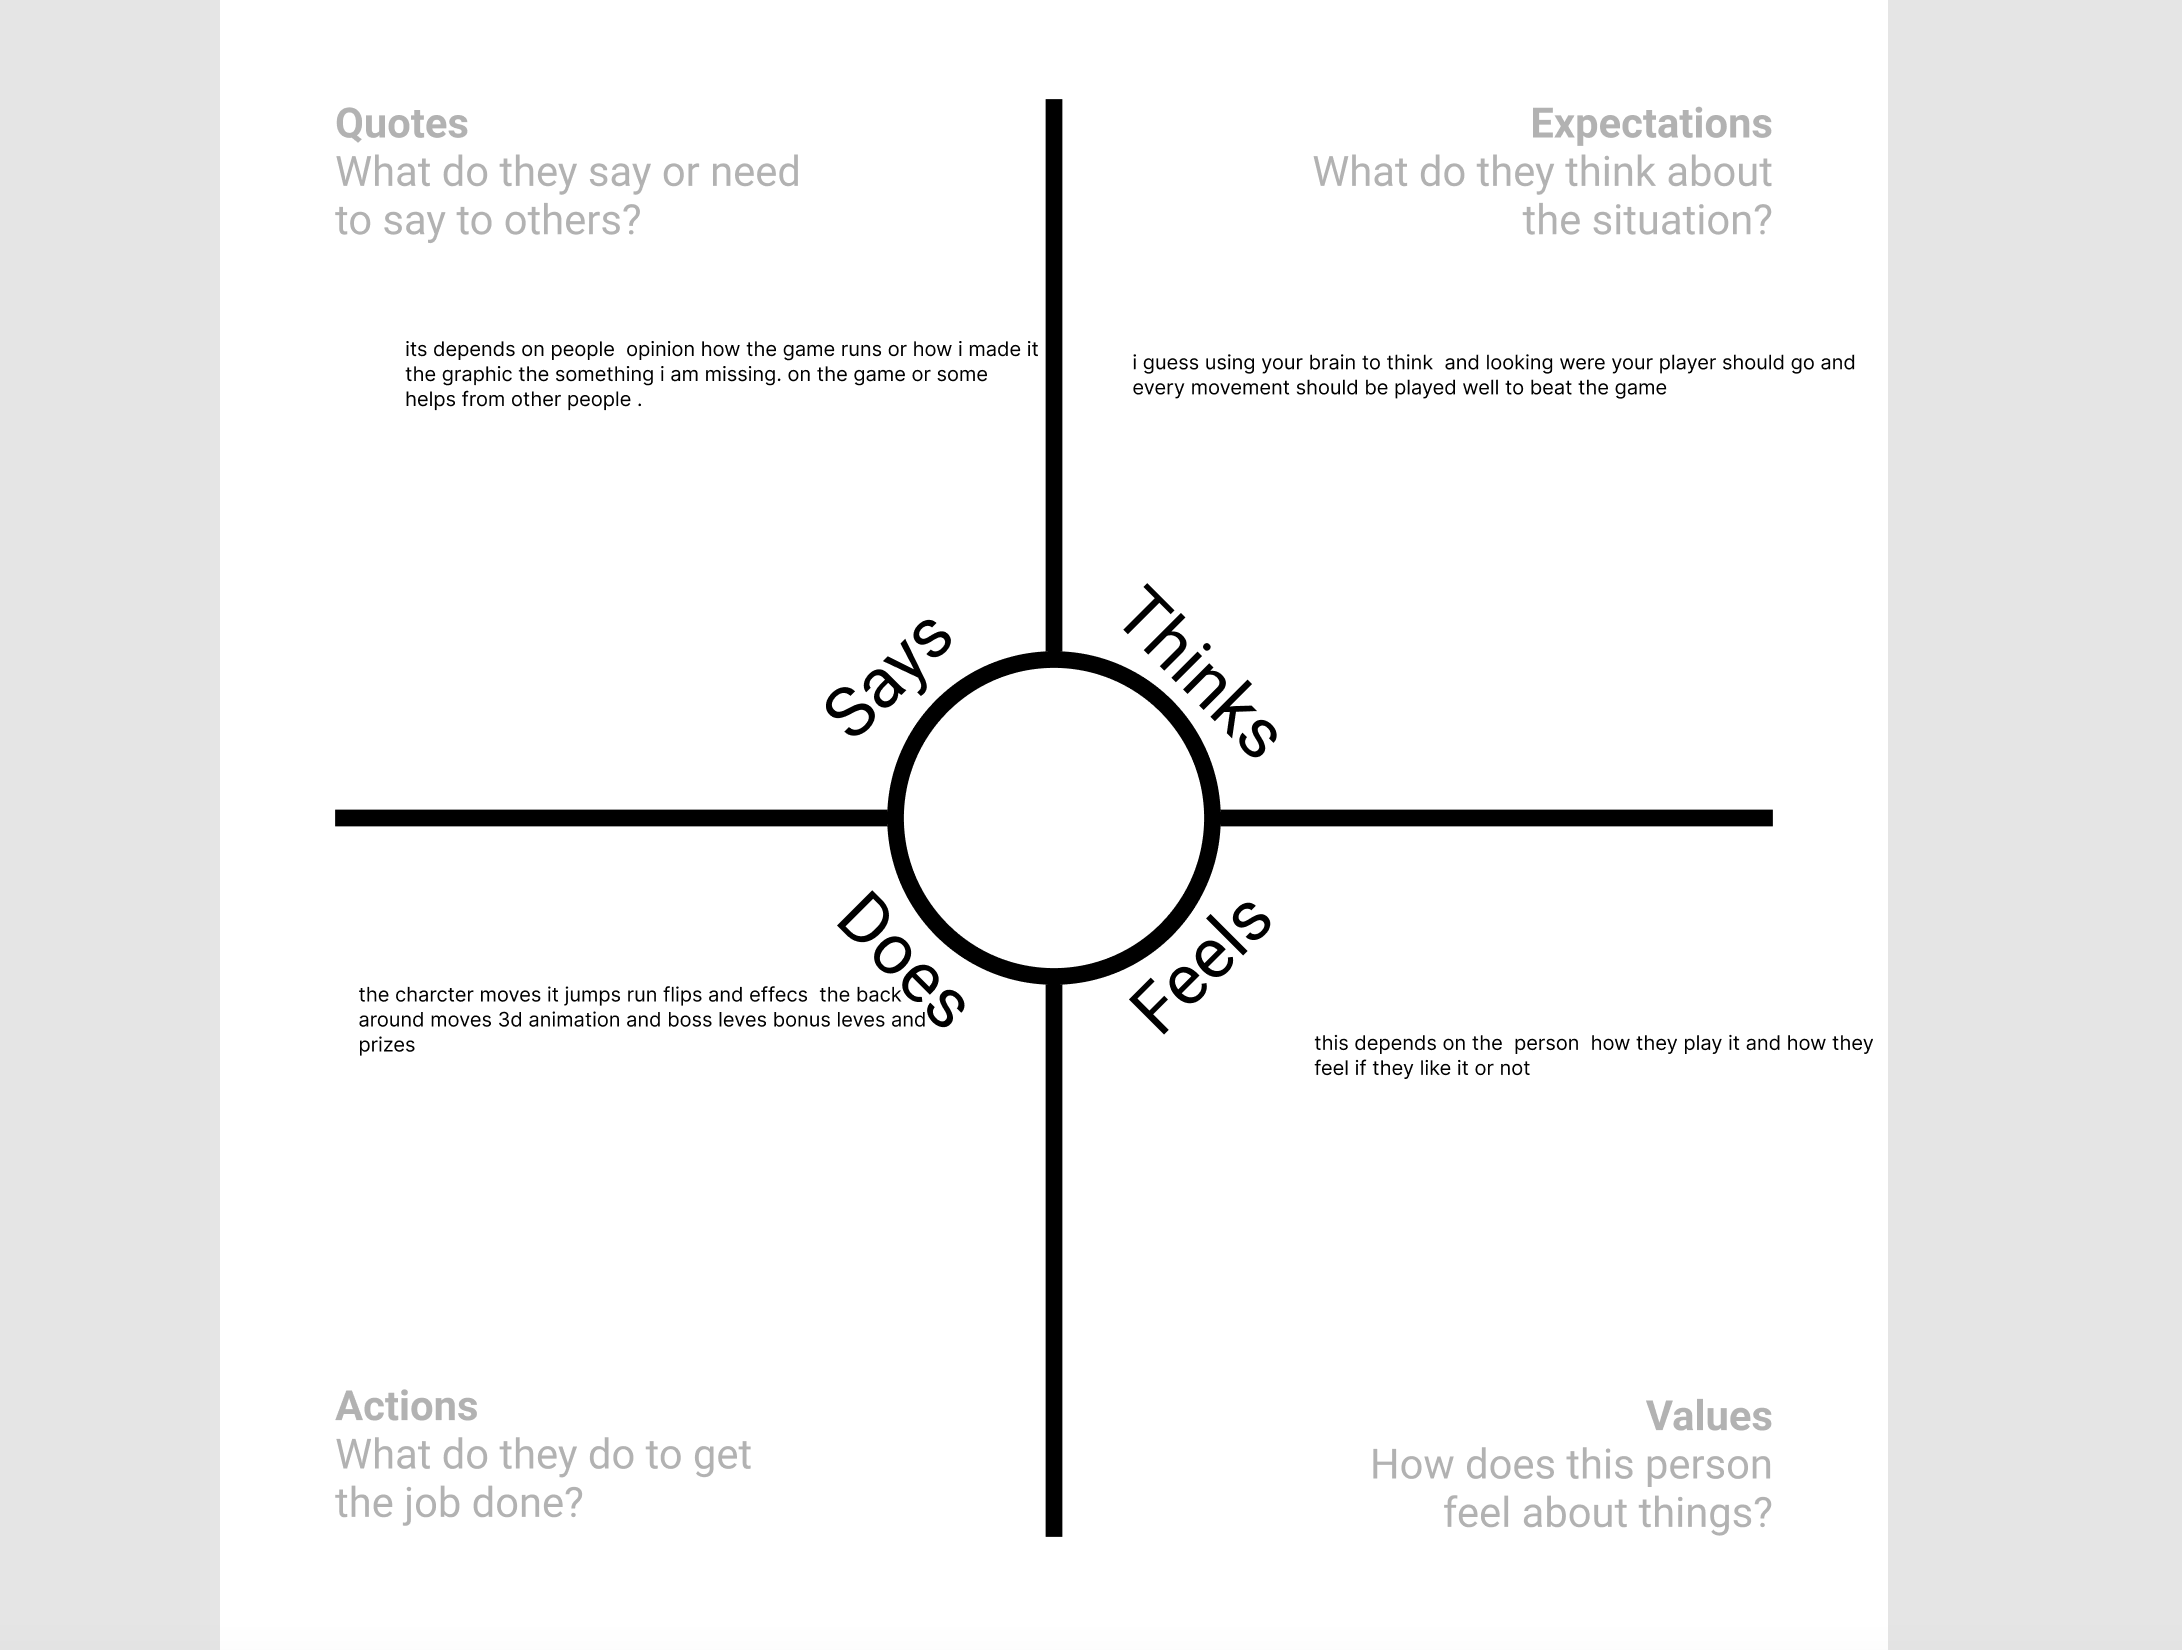 Quotes
What do they say or need
to say to others?
its depends on people  opinion how the game runs or how i made it
the graphic the something i am missing. on the game or some
helps from other people .
Expectations
What do they think about
the situation?
i guess using your brain to think  and looking were your player should go and
every movement should be played well to beat the game
Says
Thinks
Does
Feels
the charcter moves it jumps run flips and effecs  the back
around moves 3d animation and boss leves bonus leves and
prizes
this depends on the  person  how they play it and how they
feel if they like it or not
Actions
What do they do to get
the job done?
Values
How does this person
feel about things?